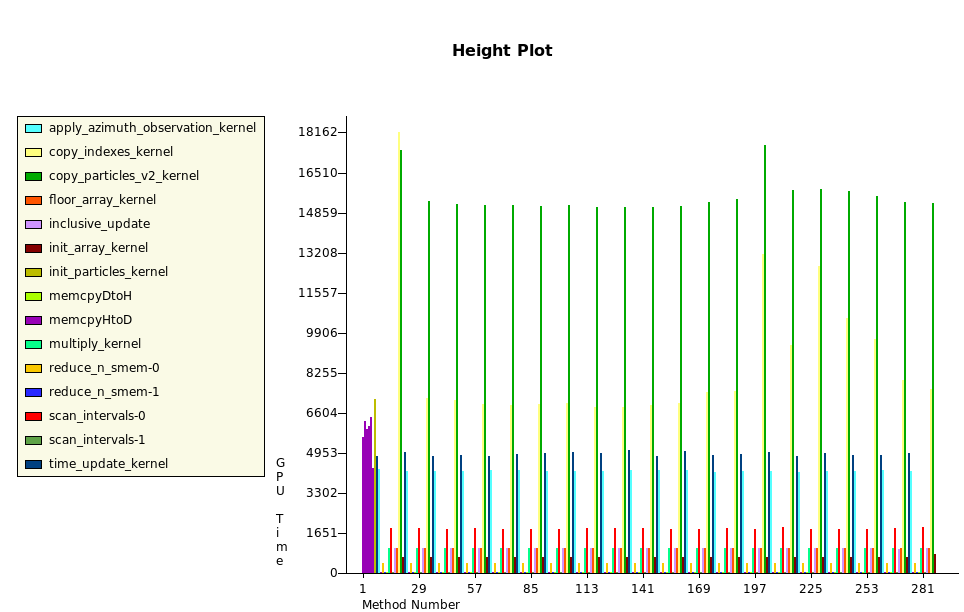 Height Plot
apply_azimuth_observation_kernel
copy_indexes_kernel
copy_particles_v2_kernel
floor_array_kernel
inclusive_update
init_array_kernel
init_particles_kernel
memcpyDtoH
memcpyHtoD
multiply_kernel
reduce_n_smem-0
reduce_n_smem-1
scan_intervals-0
scan_intervals-1
time_update_kernel
GPU Time
18162
16510
14859
13208
11557
9906
8255
6604
4953
3302
1651
0
1 29 57 85 113 141 169 197 225 253 281
Method Number